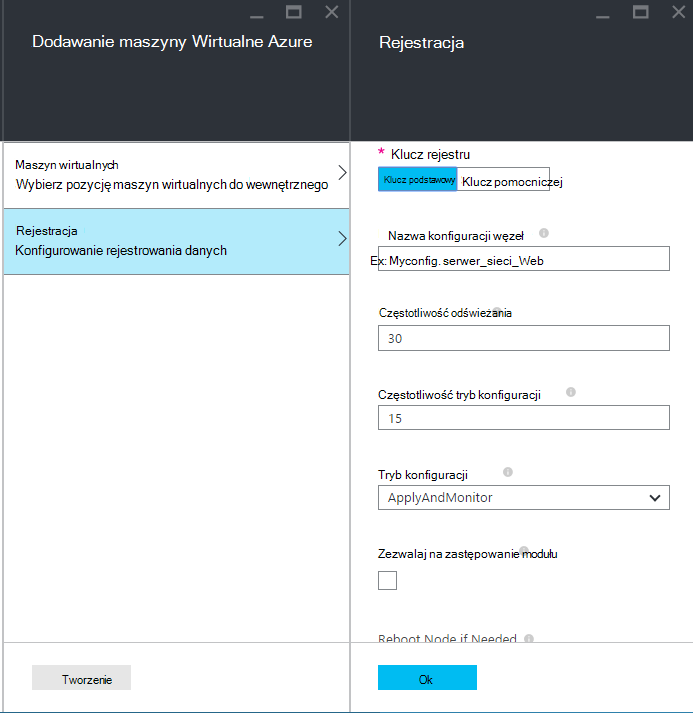 Dodawanie maszyny Wirtualne Azure
Maszyn wirtualnych
Wybierz pozycję maszyn wirtualnych do wewnętrznego
Rejestracja
Konfigurowanie rejestrowania danych
Tworzenie
Rejestracja
* Klucz rejestru
Klucz podstawowy Klucz pomocniczej
Nazwa konfiguracji węzeł
Ex: Myconfig. serwer_sieci_Web
Częstotliwość odświeżania
30
Częstotliwość tryb konfiguracji
15
Tryb konfiguracji
ApplyAndMonitor
Zezwalaj na zastępowanie modułu
Reboot Node if Needed
Ok